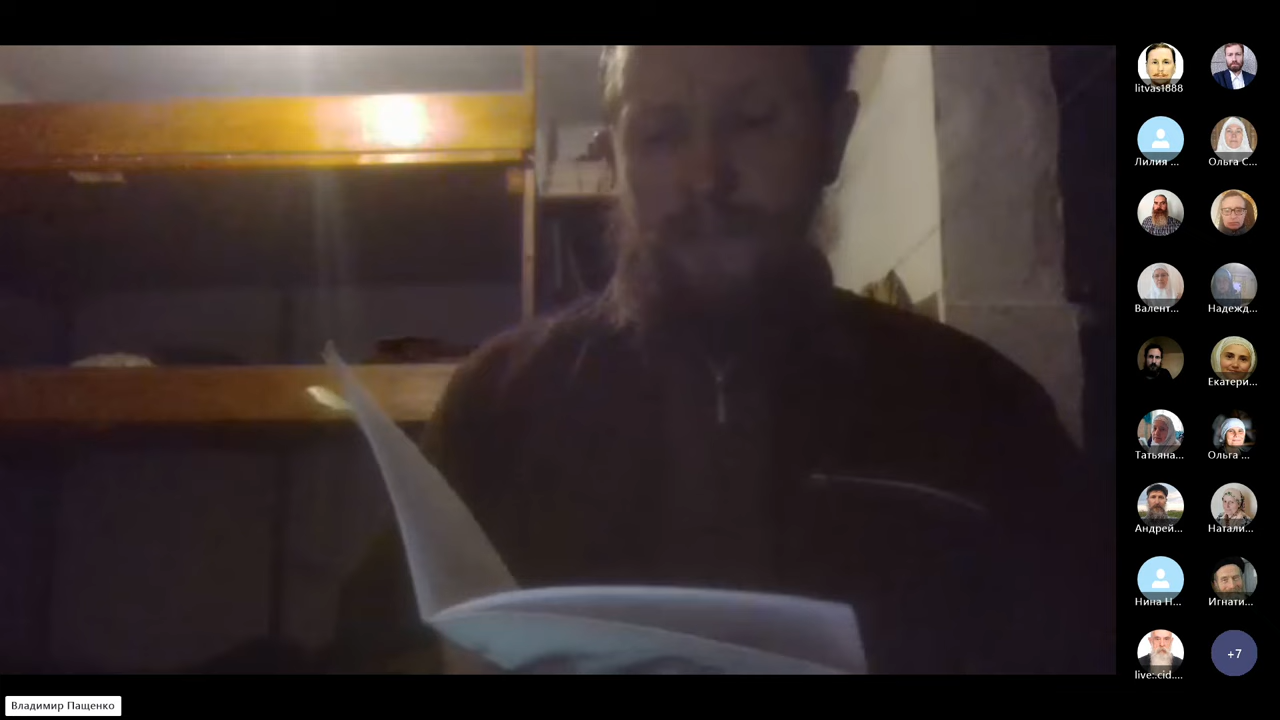 litvas1888
Лилия ...
Ольга С...
Валент...
Надежд...
Екатери...
Татьяна...
Ольга ...
Андрей...
Натали...
Нина Н...
Игнати...
live:.cid....
+7
Владимир Пащенко